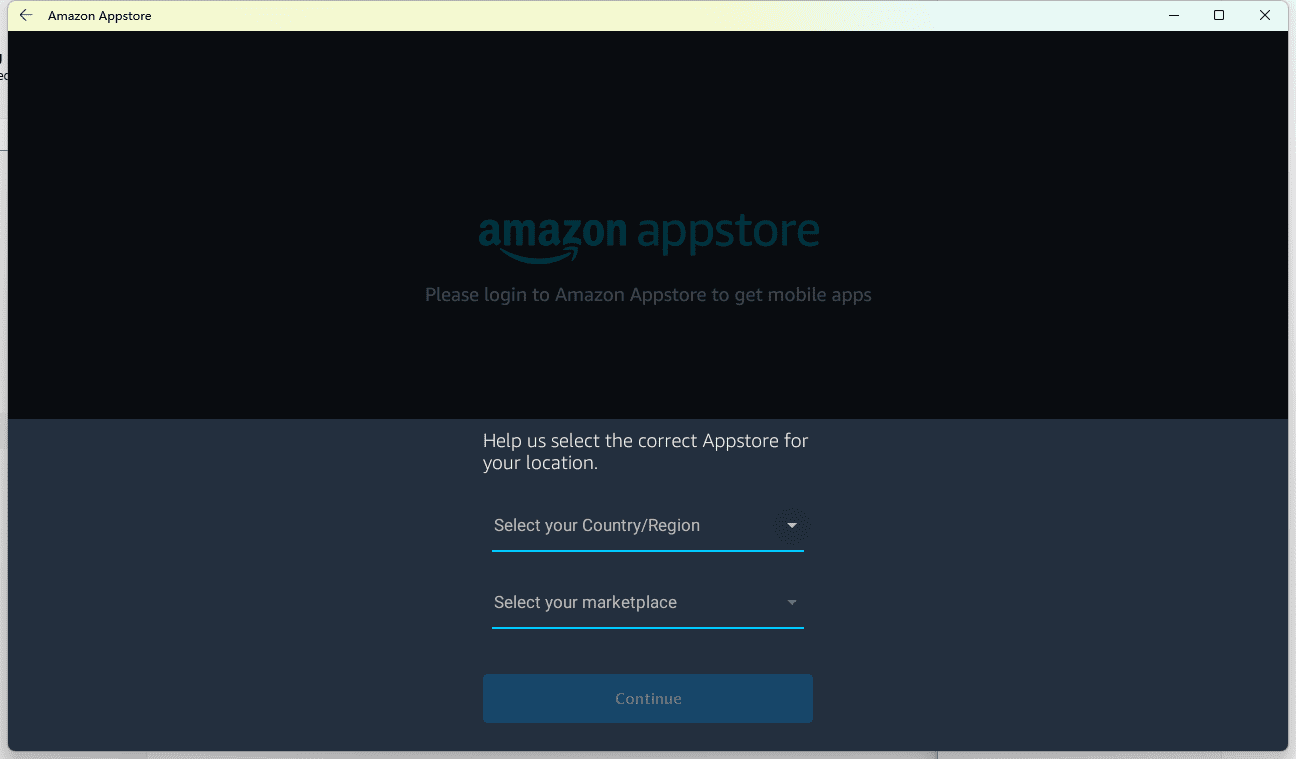 Amazon Appstore
amazon appstore
Please login to Amazon Appstore to get mobile apps
Help us select the correct Appstore for
your location.
Select your Country/Region
Select your marketplace
Continue